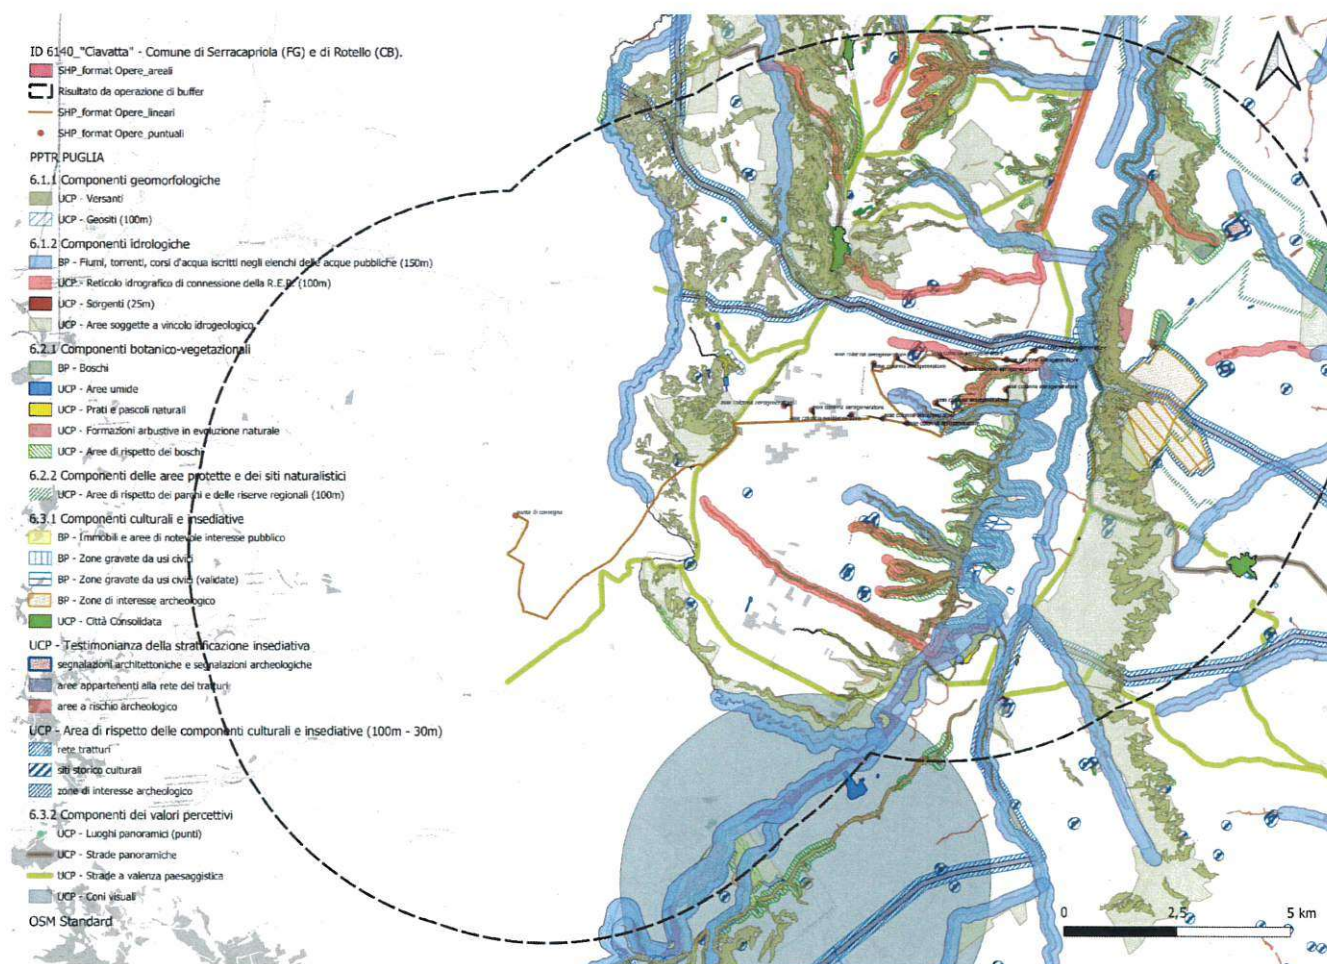 ID 6140_"Ciavatta" - Comune di Serracapriola (FG) e di Rotello (CB).
SHP_format Opere_areali
Risultato da operazione di buffer
SHP_format Opere_lineari
SHP_format Opere_puntuali
PPTR PUGLIA
6.1.1 Componenti geomorfologiche
UCP - Versanti
UCP - Geositi (100m)
6.1.2 Componenti idrologiche
BP - Fiumi, torrenti, corsi d'acqua iscritti negli elenchi delle acque pubbliche (150m)
UCP - Reticolo idrografico di connessione della R.E.R. (100m)
UCP - Sorgenti (25m)
UCP - Aree soggette a vincolo idrogeologico
6.2.1 Componenti botanico-vegetazionali
BP - Boschi
UCP - Aree umide
UCP - Prati e pascoli naturali
UCP - Formazioni arbustive in evoluzione naturale
UCP - Aree di rispetto dei boschi
6.2.2 Componenti delle aree protette e dei siti naturalistici
UCP - Aree di rispetto dei parchi e delle riserve regionali (100m)
6.3.1 Componenti culturali e insediative
BP - Immobili e aree di notevole interesse pubblico
BP - Zone gravate da usi civici
BP - Zone gravate da usi civici (validate)
BP - Zone di interesse archeologico
UCP - Città Consolidata
UCP - Testimonianza della stratificazione insediativa
segnalazioni architettoniche e segnalazioni archeologiche
aree appartenenti alla rete dei tratturi
aree a rischio archeologico
UCP - Area di rispetto delle componenti culturali e insediative (100m - 30m)
rete tratturi
siti storico culturali
zone di interesse archeologico
6.3.2 Componenti dei valori percettivi
UCP - Luoghi panoramici (punti)
UCP - Strade panoramiche
UCP - Strade a valenza paesaggistica
UCP - Coni visuali
OSM Standard
asse colonna aerogeneratore
asse colonna aerogeneratore
asse colonna aerogeneratore
0 2,5 5 km